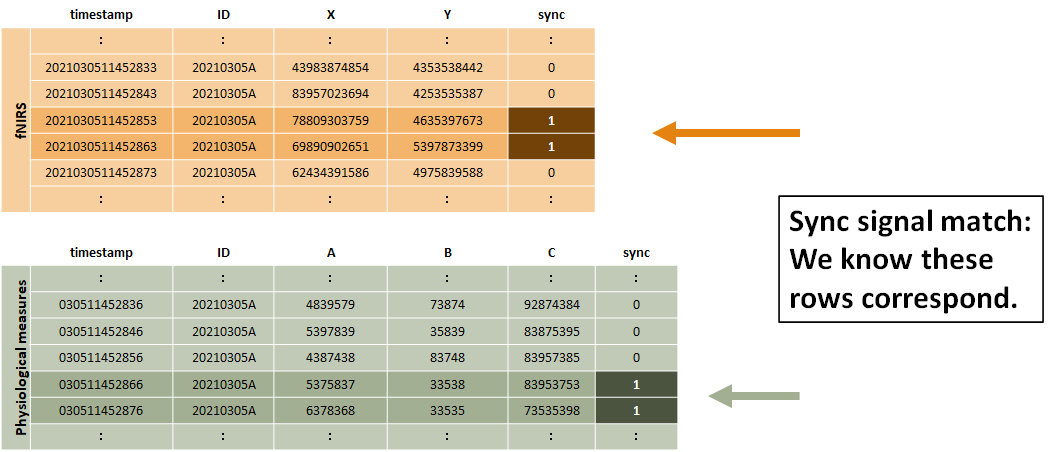 timestamp ID X Y sync
: : : : :
2021030511452833 20210305A 43983874854 4353538442 0
2021030511452843 20210305A 83957023694 4253535387 0
2021030511452853 20210305A 78809303759 4635397673 1
2021030511452863 20210305A 69890902651 5397873399 1
2021030511452873 20210305A 62434391586 4975839588 0
: : : : :
fNIRS
Sync signal match:
We know these
rows correspond.
timestamp ID A B C sync
: : : : : :
030511452836 20210305A 4839579 73874 92874384 0
030511452846 20210305A 5397839 35839 83875395 0
030511452856 20210305A 4387438 83748 83957385 0
030511452866 20210305A 5375837 33538 83953753 1
030511452876 20210305A 6378368 33535 73535398 1
: : : : : :
Physiological measures